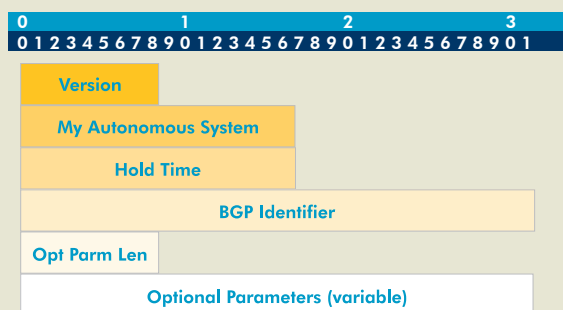 0 1 2 3
0 1 2 3 4 5 6 7 8 9 0 1 2 3 4 5 6 7 8 9 0 1 2 3 4 5 6 7 8 9 0 1
Version
My Autonomous System
Hold Time
BGP Identifier
Opt Parm Len
Optional Parameters (variable)